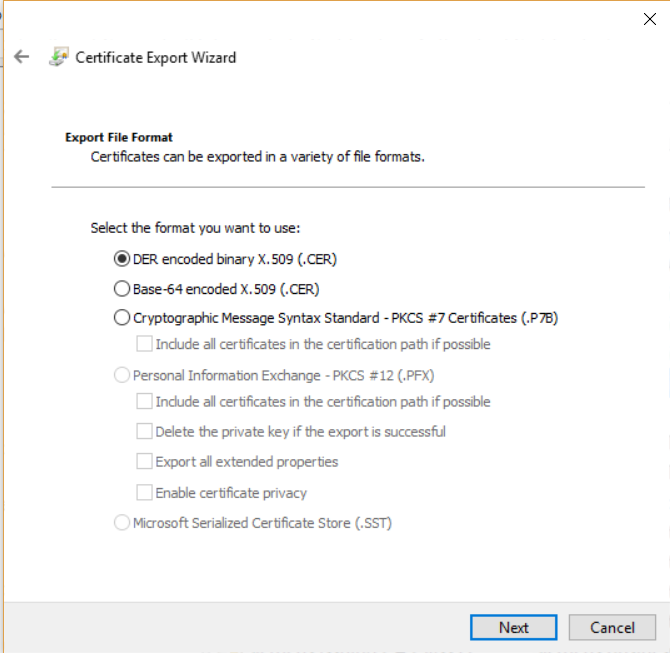 Certificate Export Wizard
Export File Format
Certificates can be exported in a variety of file formats.
Select the format you want to use:
DER encoded binary X.509 (.CER)
Base-64 encoded X.509 (.CER)
Cryptographic Message Syntax Standard - PKCS #7 Certificates (.P7B)
Include all certificates in the certification path if possible
Personal Information Exchange - PKCS #12 (.PFX)
Include all certificates in the certification path if possible
Delete the private key if the export is successful
Export all extended properties
Enable certificate privacy
Microsoft Serialized Certificate Store (.SST)
Next Cancel